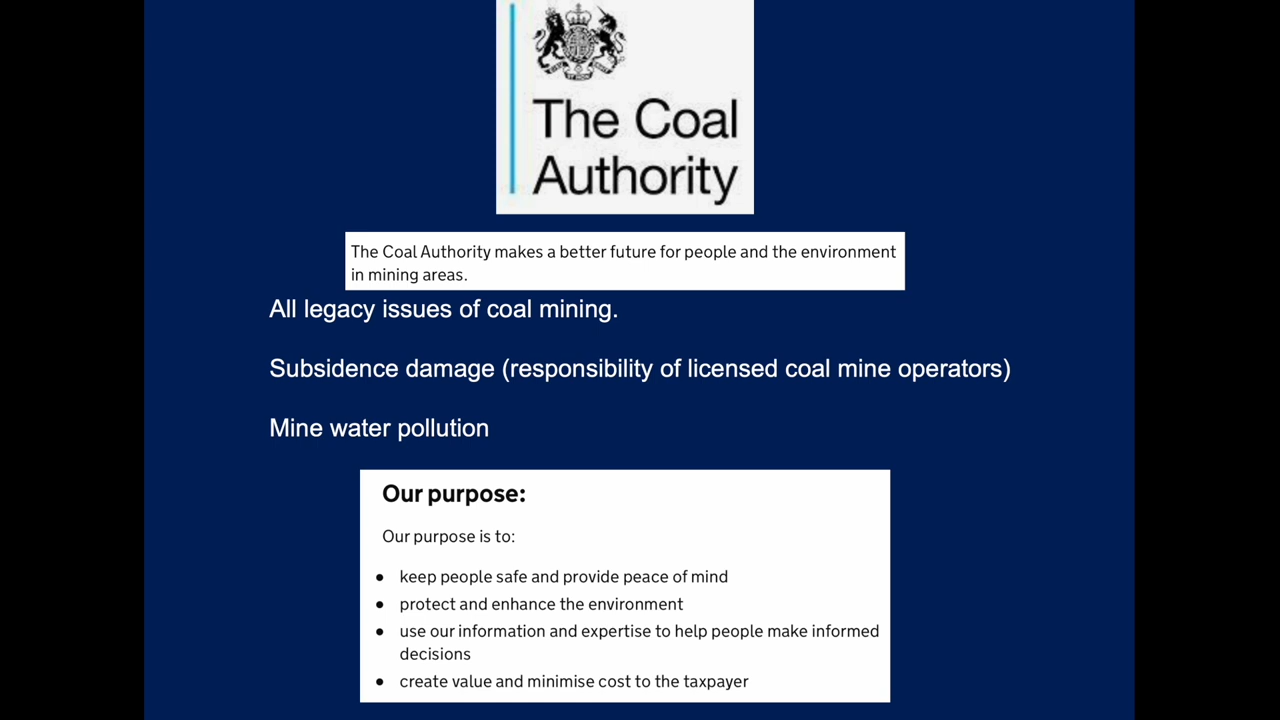 The Coal
Authority
The Coal Authority makes a better future for people and the environment
in mining areas.
All legacy issues of coal mining.
Subsidence damage (responsibility of licensed coal mine operators)
Mine water pollution
Our purpose:
Our purpose is to:
● keep people safe and provide peace of mind
● protect and enhance the environment
● use our information and expertise to help people make informed
decisions
● create value and minimise cost to the taxpayer